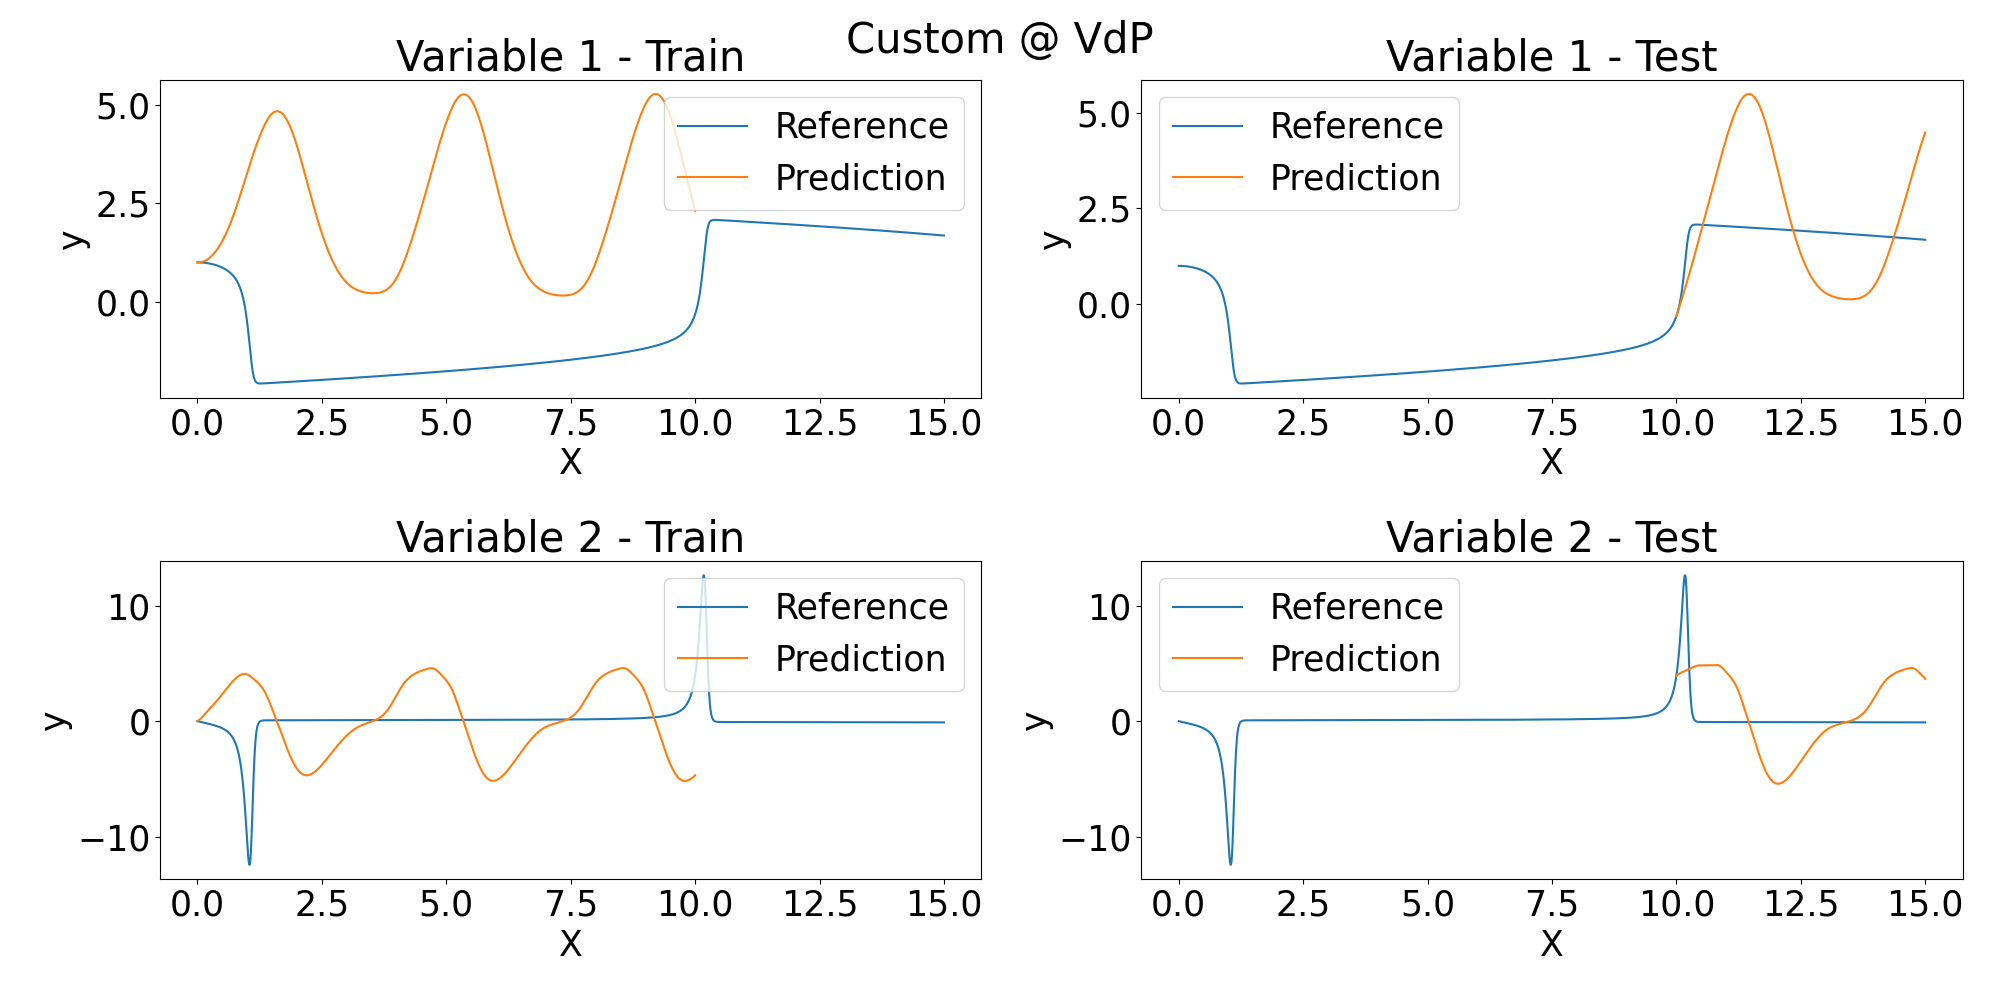 Custom @ VdP
Variable 1 - Train
5.0
2.5
0.0
y
Reference
Prediction
0.0 2.5 5.0 7.5 10.0 12.5 15.0
X
Variable 1 - Test
5.0
2.5
0.0
y
Reference
Prediction
0.0 2.5 5.0 7.5 10.0 12.5 15.0
X
Variable 2 - Train
10
0
−10
y
Reference
Prediction
0.0 2.5 5.0 7.5 10.0 12.5 15.0
X
Variable 2 - Test
10
0
−10
y
Reference
Prediction
0.0 2.5 5.0 7.5 10.0 12.5 15.0
X